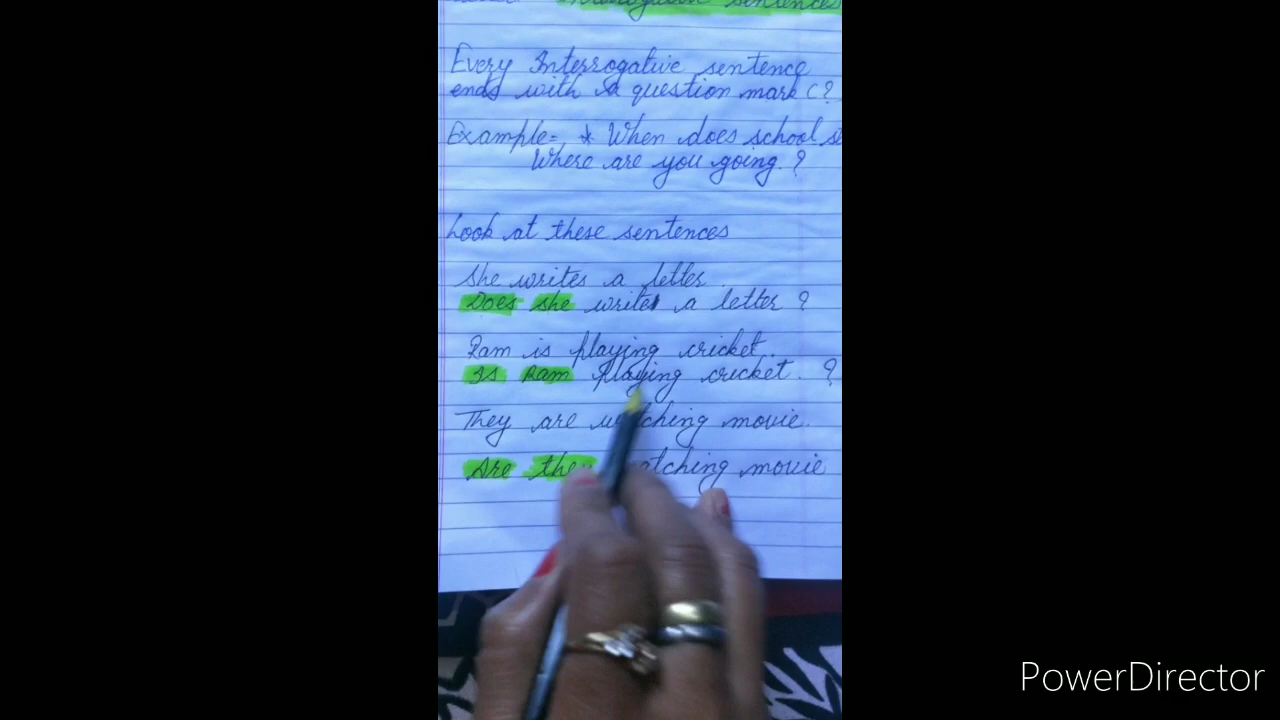 Interrogative sentences
Every Interrogative sentence
ends with a question mark (?
Example=, * When does school
Where are you going.?
Look at these sentences
She writes a letter.
Does she write a letter?
Ram is playing cricket.
Is Ram playing cricket. ?
They are watching movie.
Are they watching movie
PowerDirector